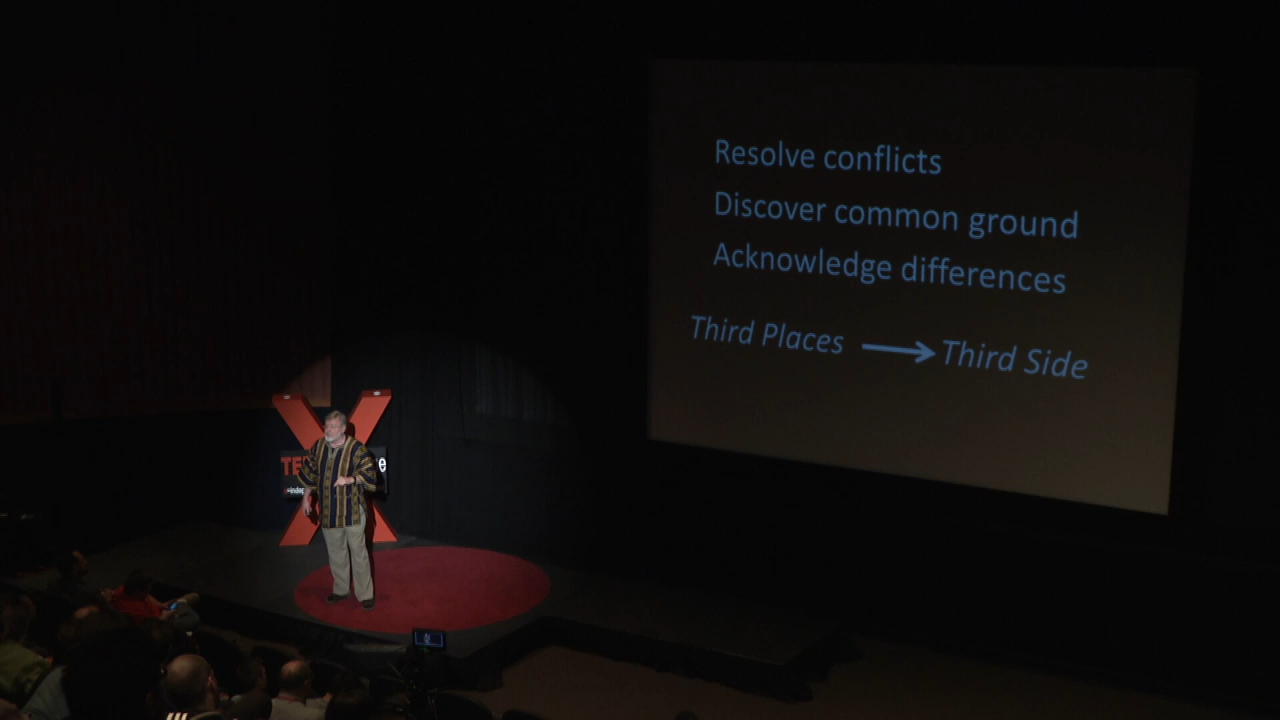 Resolve conflicts
Discover common ground
Acknowledge differences
Third Places → Third Side
X